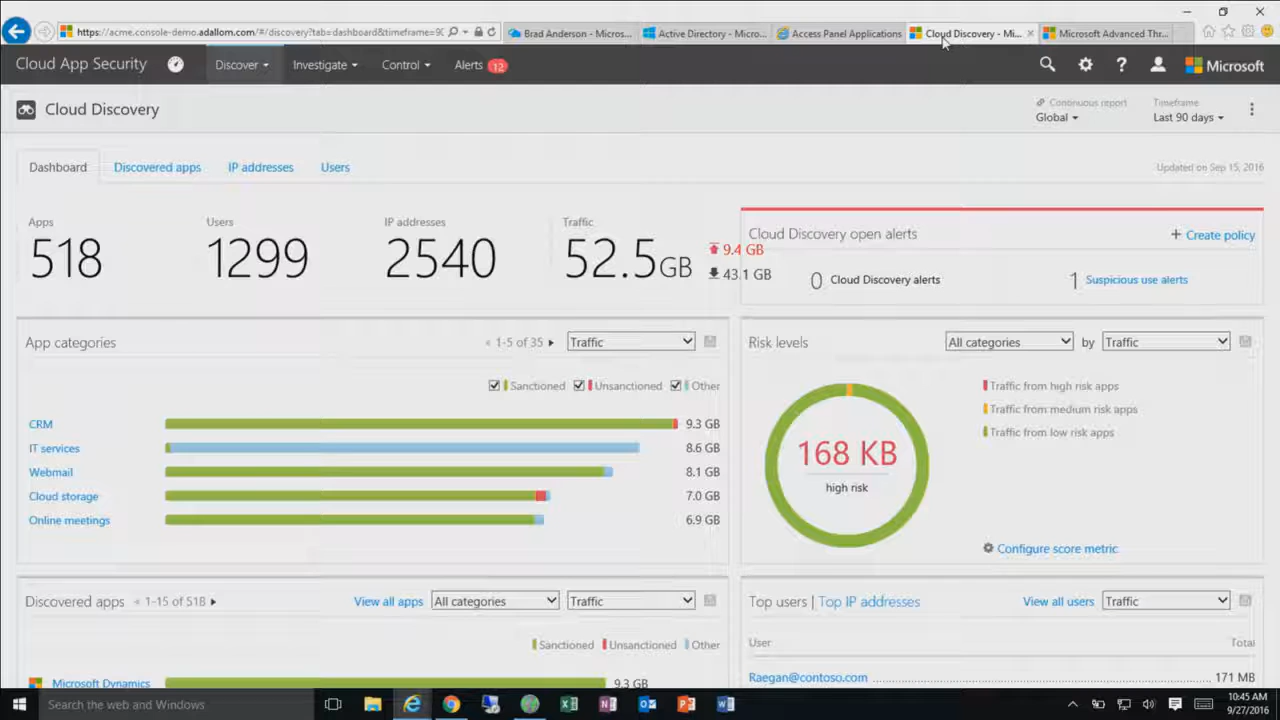 https://acme.console-demo.adallom.com/#/discovery?tab=dashboard&timeframe=90
Brad Anderson - Micros...
Active Directory - Micro...
Access Panel Applications
Cloud Discovery - Mi...
Microsoft Advanced Thr...
Cloud App Security
Discover
Investigate
Control
Alerts 12
Microsoft
Cloud Discovery
Continuous report
Global
Timeframe
Last 90 days
Dashboard
Discovered apps
IP addresses
Users
Updated on Sep 15, 2016
Apps
518
Users
1299
IP addresses
2540
Traffic
52.5GB
9.4 GB
43.1 GB
Cloud Discovery open alerts
+ Create policy
0 Cloud Discovery alerts
1 Suspicious use alerts
App categories
1-5 of 35
Traffic
Sanctioned Unsanctioned Other
CRM 9.3 GB
IT services 8.6 GB
Webmail 8.1 GB
Cloud storage 7.0 GB
Online meetings 6.9 GB
Risk levels
All categories by Traffic
168 KB
high risk
Traffic from high risk apps
Traffic from medium risk apps
Traffic from low risk apps
Configure score metric
Discovered apps 1-15 of 518
View all apps
All categories
Traffic
Sanctioned Unsanctioned Other
Microsoft Dynamics 9.3 GB
Top users | Top IP addresses
View all users
Traffic
User Total
Raegan@contoso.com 171 MB
Search the web and Windows
10:45 AM
9/27/2016